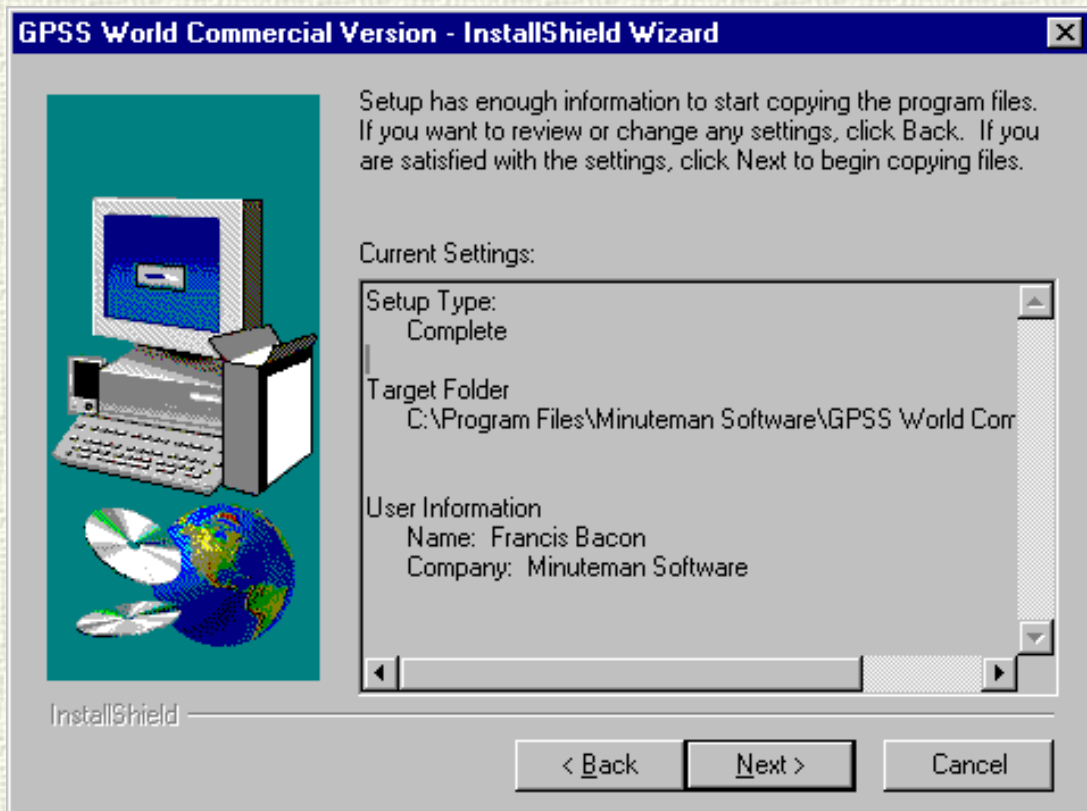 GPSS World Commercial Version - InstallShield Wizard
Setup has enough information to start copying the program files.
If you want to review or change any settings, click Back.  If you
are satisfied with the settings, click Next to begin copying files.
Current Settings:
Setup Type:
Complete
Target Folder
C:\Program Files\Minuteman Software\GPSS World Com
User Information
Name:  Francis Bacon
Company:  Minuteman Software
InstallShield
< Back
Next >
Cancel